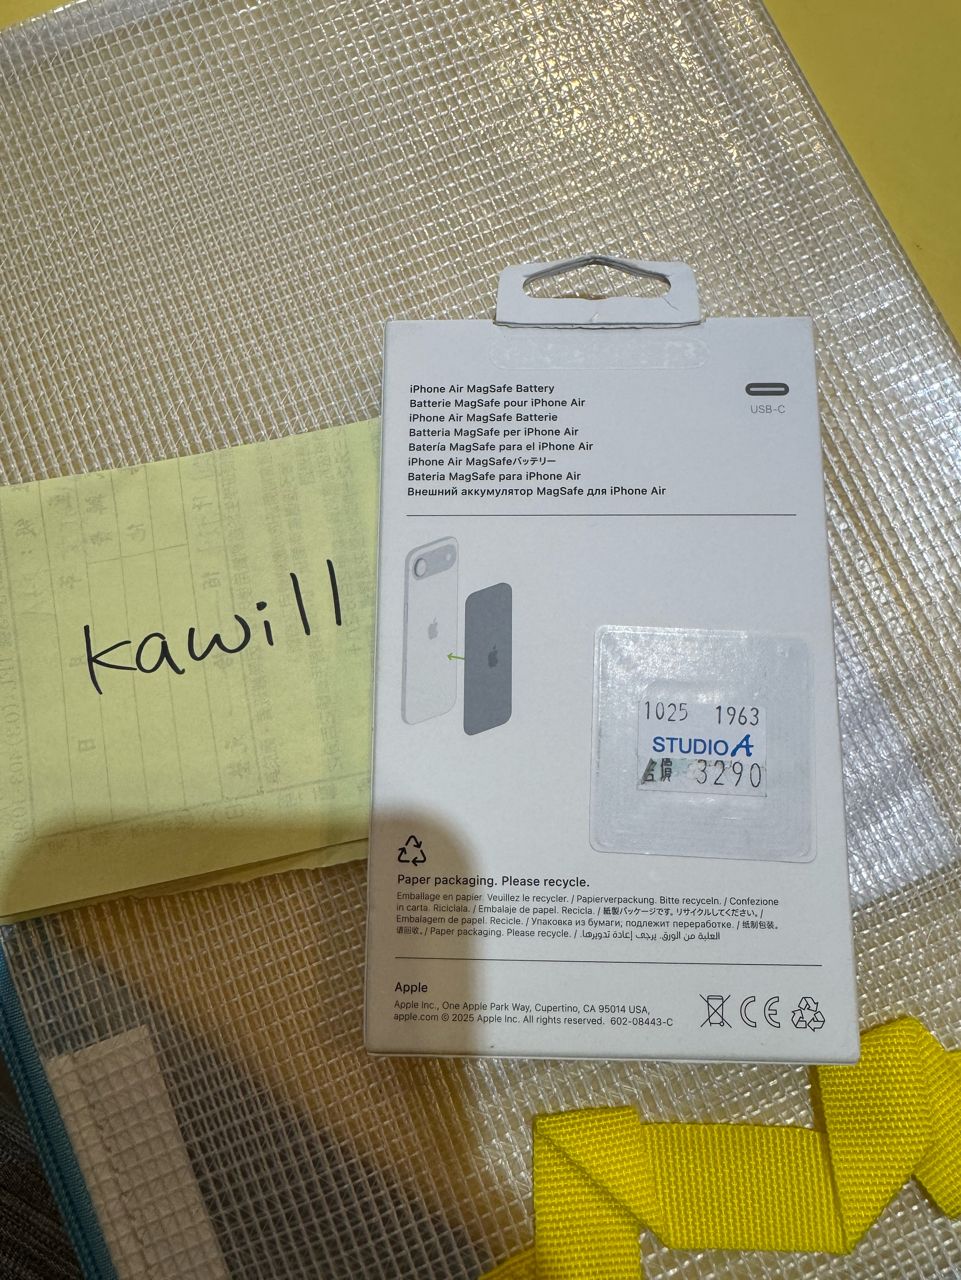 iPhone Air MagSafe Battery
Batterie MagSafe pour iPhone Air
iPhone Air MagSafe Batterie
Batteria MagSafe per iPhone Air
Batería MagSafe para el iPhone Air
iPhone Air MagSafeバッテリー
Bateria MagSafe para iPhone Air
Внешний аккумулятор MagSafe для iPhone Air
USB-C
kawill
1025 1963
STUDIO A
3290
Paper packaging. Please recycle.
Emballage en papier. Veuillez le recycler. / Papierverpackung. Bitte recyceln. / Confezione
in carta. Riciclala. / Embalaje de papel. Recicla. / 紙製パッケージです。リサイクルしてください。 /
Embalagem de papel. Recicle. / Упаковка из бумаги, подлежит переработке. / 纸制包装。
请回收。 / Paper packaging. Please recycle. / العلبة من الورق. يرجى إعادة تدويرها.
Apple
Apple Inc., One Apple Park Way, Cupertino, CA 95014 USA,
apple.com © 2025 Apple Inc. All rights reserved. 602-08443-C
CE